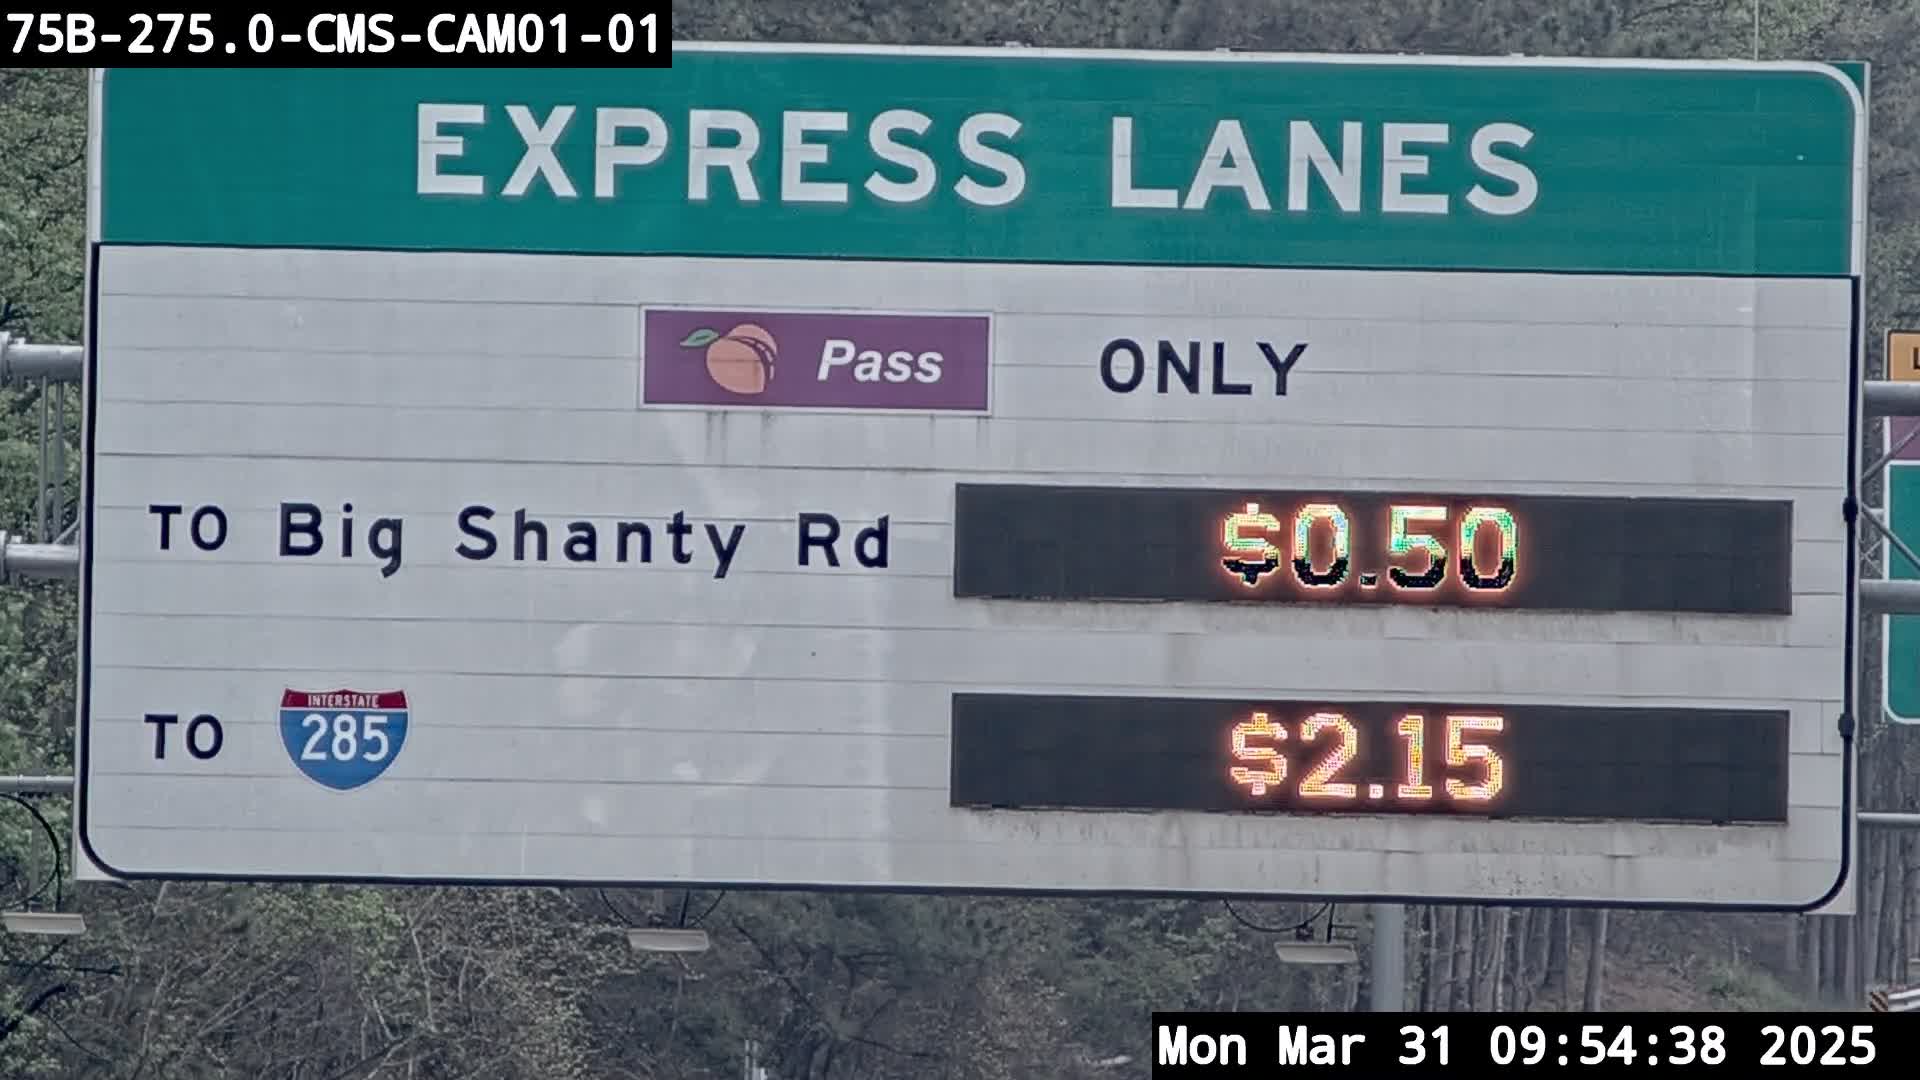 75B-275.0-CMS-CAM01-01
EXPRESS LANES
Pass ONLY
TO Big Shanty Rd $0.50
INTERSTATE
TO 285 $2.15
Mon Mar 31 09:54:38 2025